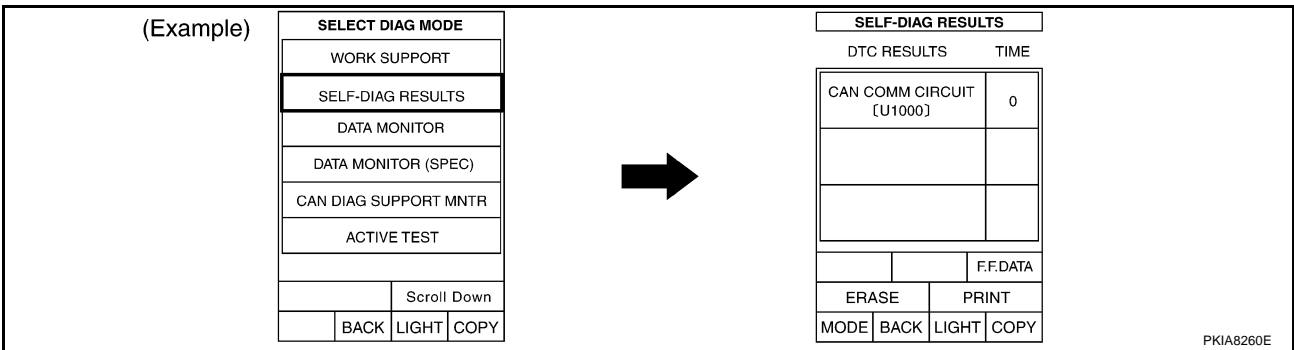 (Example)
SELECT DIAG MODE
WORK SUPPORT
SELF-DIAG RESULTS
DATA MONITOR
DATA MONITOR (SPEC)
CAN DIAG SUPPORT MNTR
ACTIVE TEST
Scroll Down
BACK LIGHT COPY
SELF-DIAG RESULTS
DTC RESULTS TIME
CAN COMM CIRCUIT 0
[U1000]
F.F.DATA
ERASE PRINT
MODE BACK LIGHT COPY
PKIA8260E